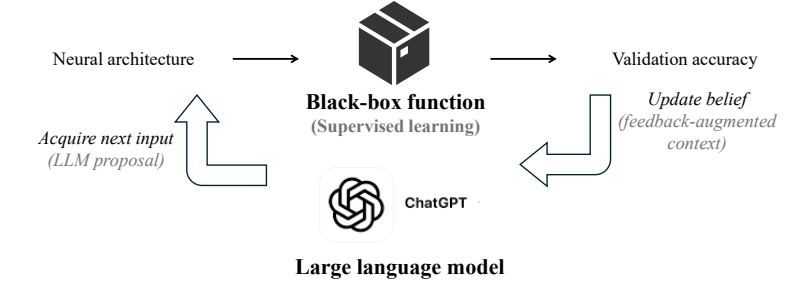 Neural architecture
Validation accuracy
Black-box function
(Supervised learning)
Acquire next input
(LLM proposal)
Update belief
(feedback-augmented
context)
ChatGPT
Large language model